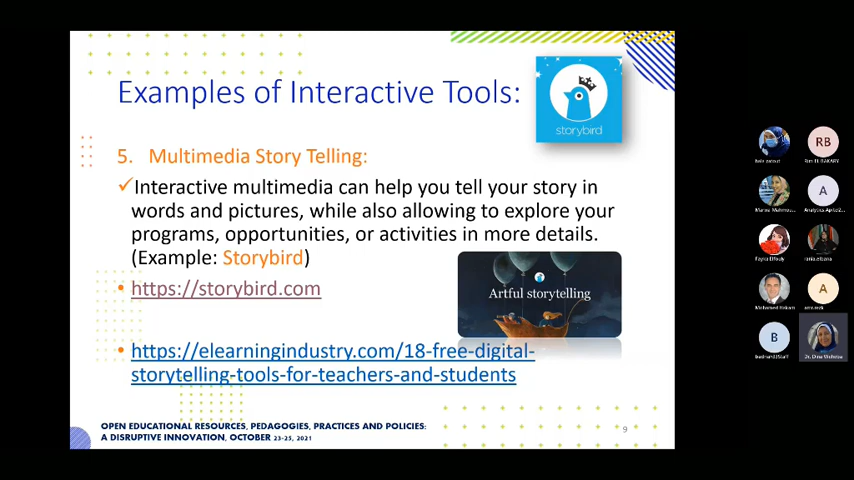 Examples of Interactive Tools:
storybird
5. Multimedia Story Telling:
Interactive multimedia can help you tell your story in
words and pictures, while also allowing to explore your
programs, opportunities, or activities in more details.
(Example: Storybird)
Artful storytelling
• https://storybird.com
• https://elearningindustry.com/18-free-digital-
storytelling-tools-for-teachers-and-students
OPEN EDUCATIONAL RESOURCES, PEDAGOGIES, PRACTICES AND POLICIES:
A DISRUPTIVE INNOVATION, OCTOBER 23-25, 2021
9
RB
A
A
B